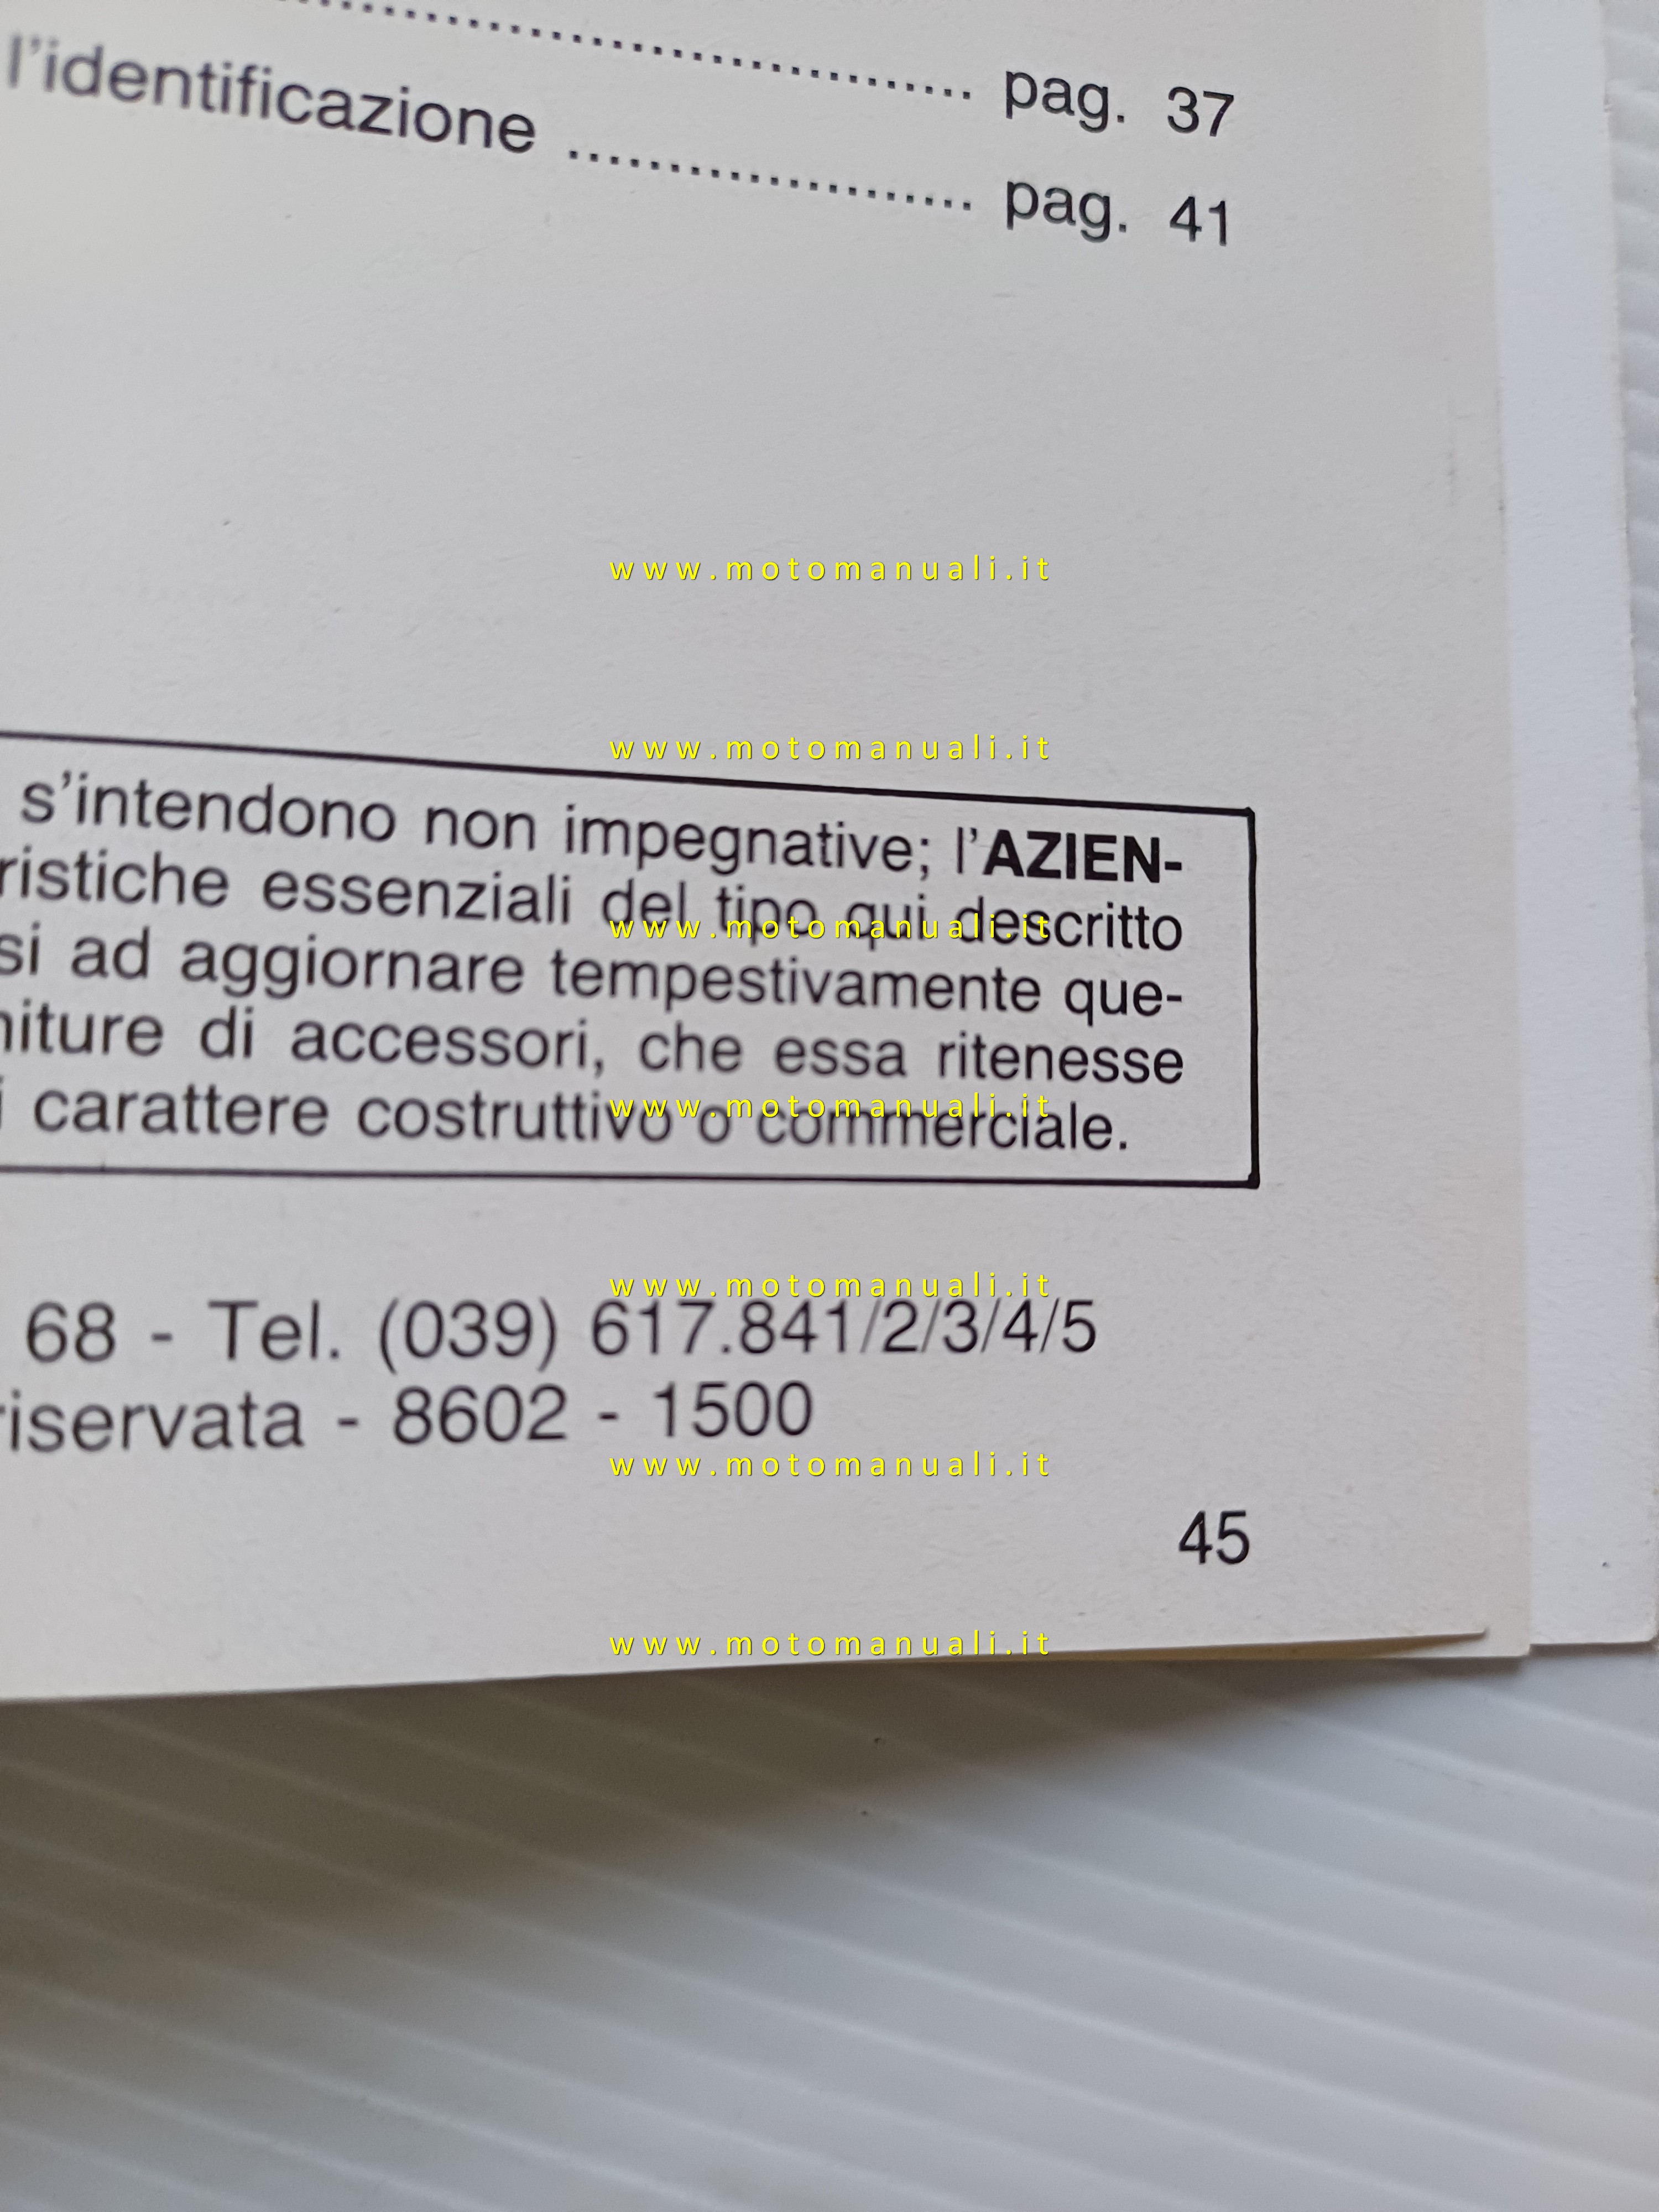 pag. 37
l'identificazione pag. 41
www.motomanuali.it
www.motomanuali.it
s'intendono non impegnative; l'AZIEN-
ristiche essenziali del tipo qui descritto
www.motomanuali.it
si ad aggiornare tempestivamente que-
niture di accessori, che essa ritenesse
i carattere costruttivo o commerciale.
www.motomanuali.it
www.motomanuali.it
68 - Tel. (039) 617.841/2/3/4/5
riservata - 8602 - 1500
www.motomanuali.it
45
www.motomanuali.it